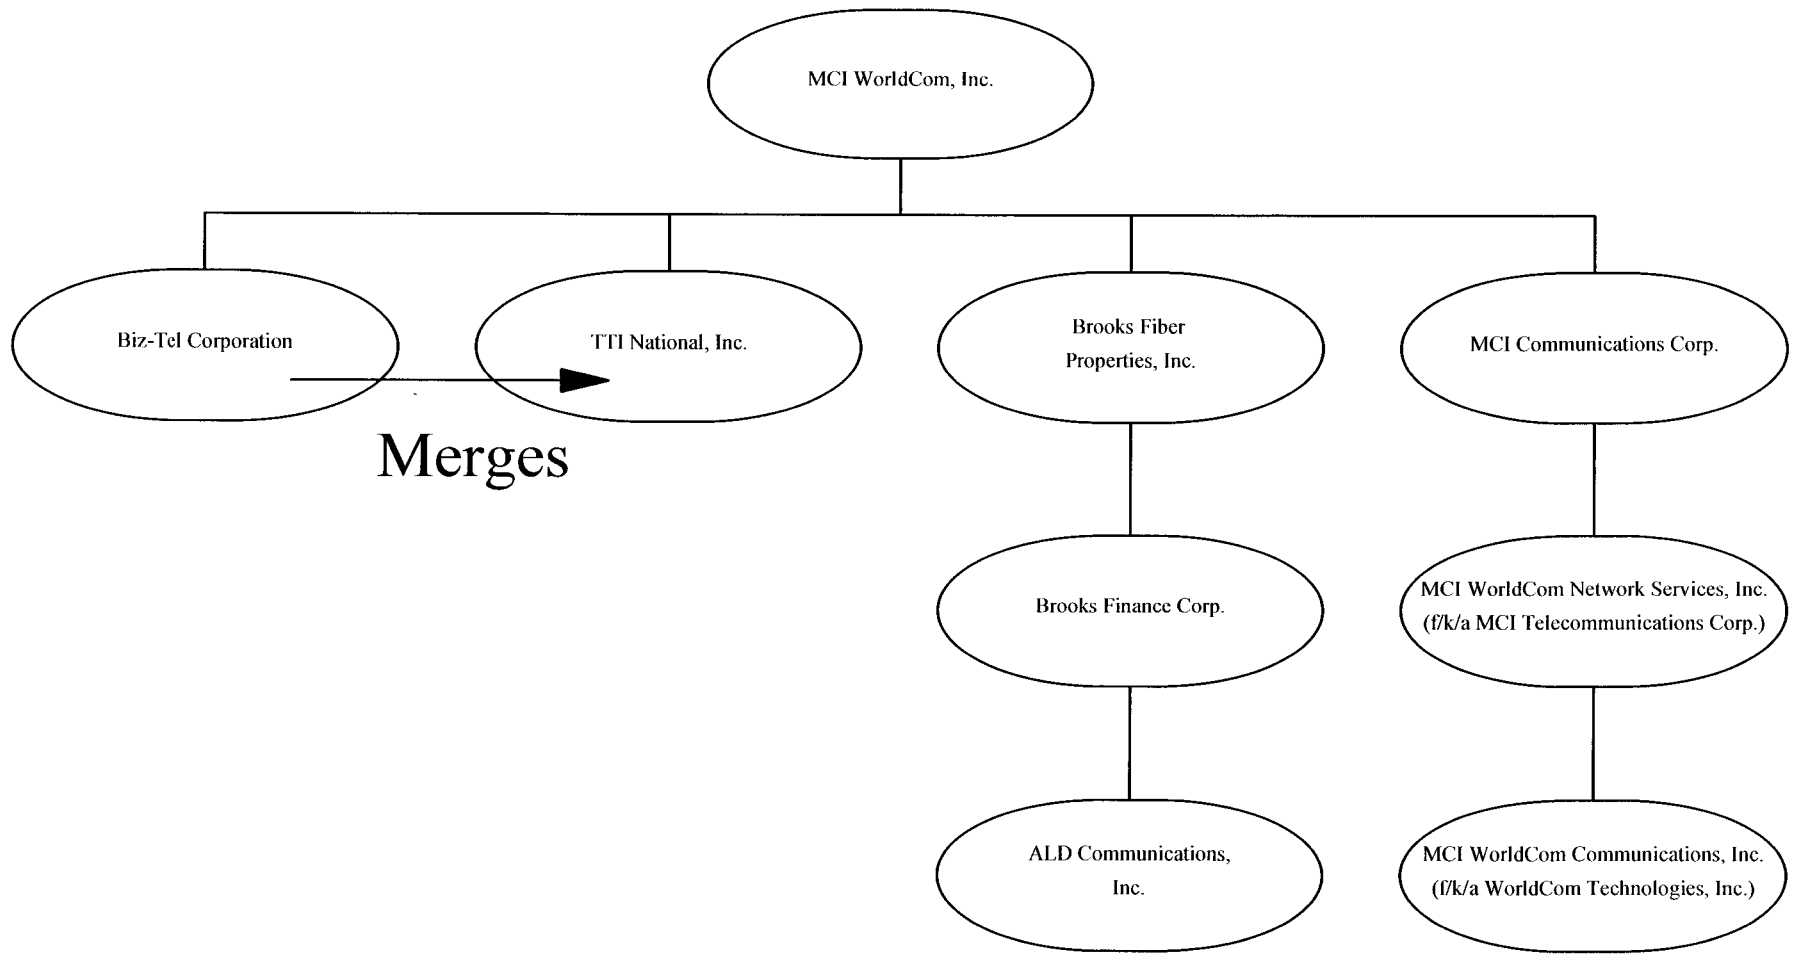 MCI WorldCom, Inc.
Biz-Tel Corporation
TTI National, Inc.
Brooks Fiber
Properties, Inc.
MCI Communications Corp.
Merges
Brooks Finance Corp.
MCI WorldCom Network Services, Inc.
(f/k/a MCI Telecommunications Corp.)
ALD Communications,
Inc.
MCI WorldCom Communications, Inc.
(f/k/a WorldCom Technologies, Inc.)